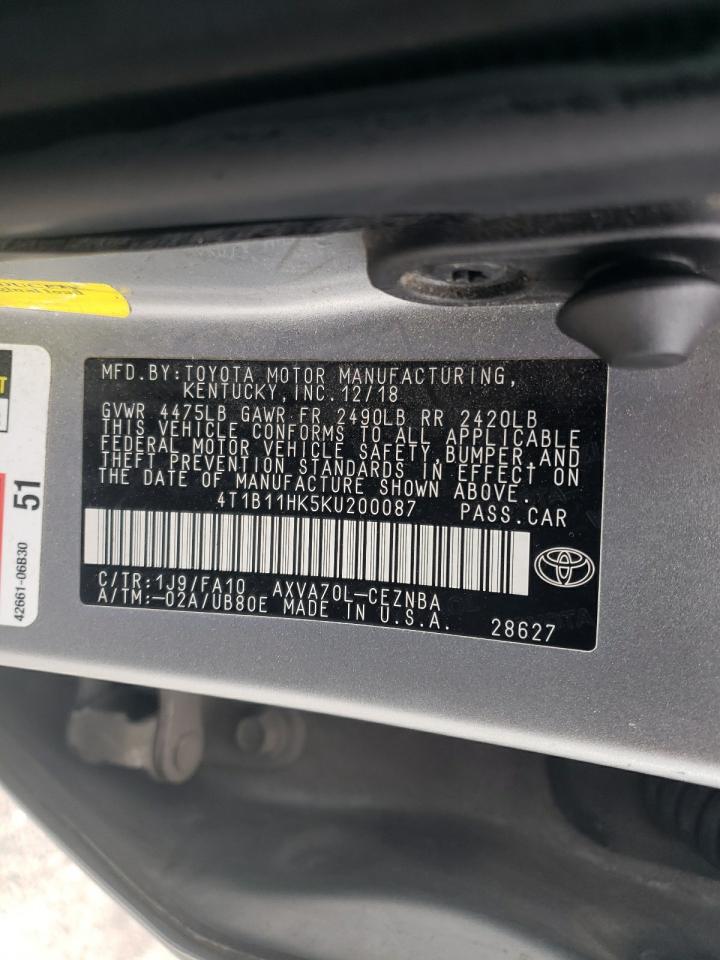 MFD.BY:TOYOTA MOTOR MANUFACTURING,
KENTUCKY, INC. 12/18
GVWR 4475LB GAWR FR 2490LB RR 2420LB
THIS VEHICLE CONFORMS TO ALL APPLICABLE
FEDERAL MOTOR VEHICLE SAFETY, BUMPER, AND
THEFT PREVENTION STANDARDS IN EFFECT ON
THE DATE OF MANUFACTURE SHOWN ABOVE.
4T1B11HK5KU200087 PASS.CAR
C/TR:1J9/FA10 AXVA70L-CEZNBA
A/TM:-02A/UB80E MADE IN U.S.A. 28627
51
42661-06B30